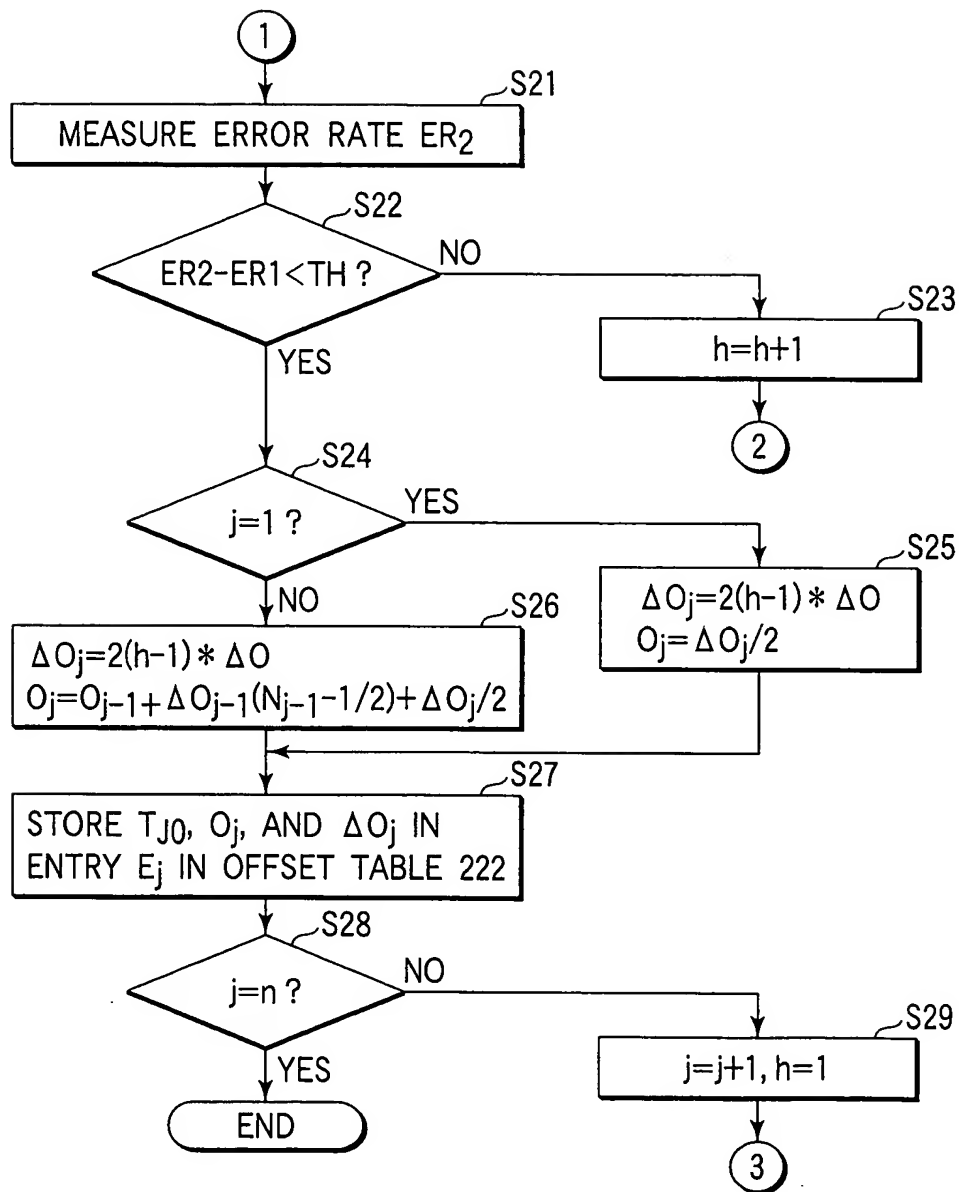 1
S21
MEASURE ERROR RATE ER2
S22
ER2-ER1<TH ?
NO
YES
S23
h=h+1
2
S24
j=1 ?
YES
NO
S25
ΔOj=2(h-1)*ΔO
Oj=ΔOj/2
S26
ΔOj=2(h-1)*ΔO
Oj=Oj-1+ΔOj-1(Nj-1-1/2)+ΔOj/2
S27
STORE TJ0, Oj, AND ΔOj IN
ENTRY Ej IN OFFSET TABLE 222
S28
j=n ?
NO
YES
S29
j=j+1, h=1
END
3